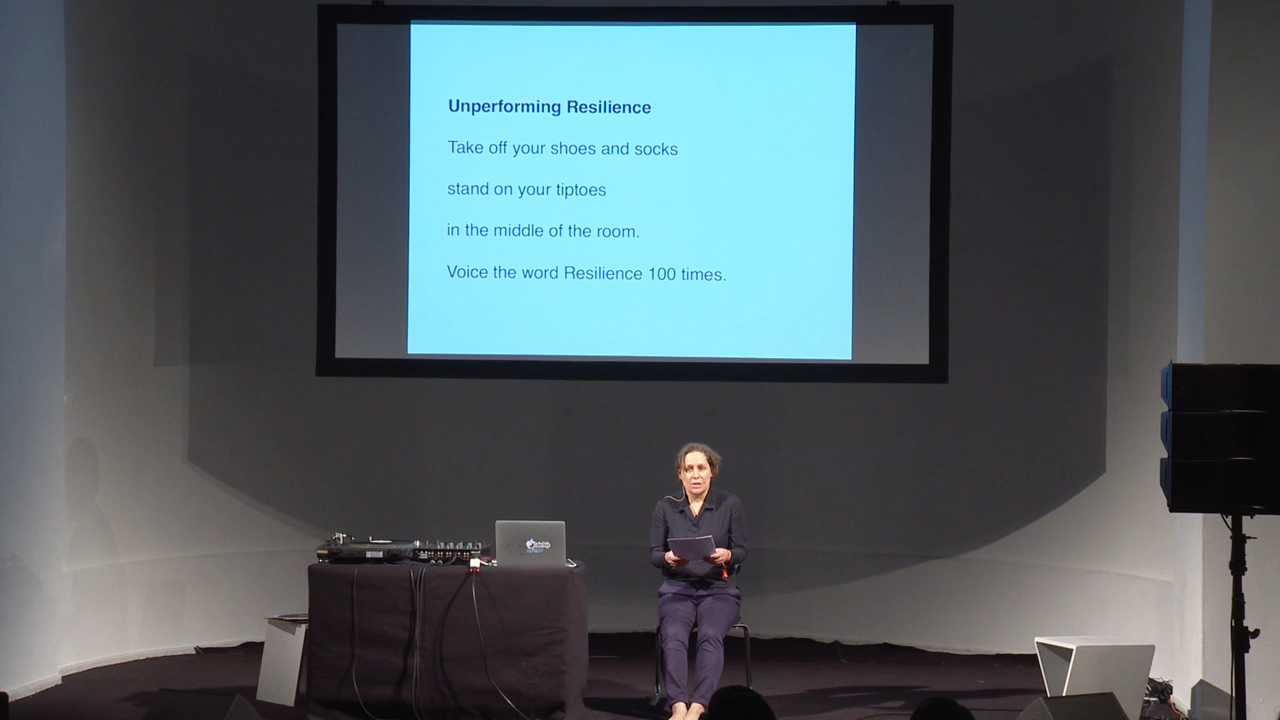 Unperforming Resilience
Take off your shoes and socks
stand on your tiptoes
in the middle of the room.
Voice the word Resilience 100 times.